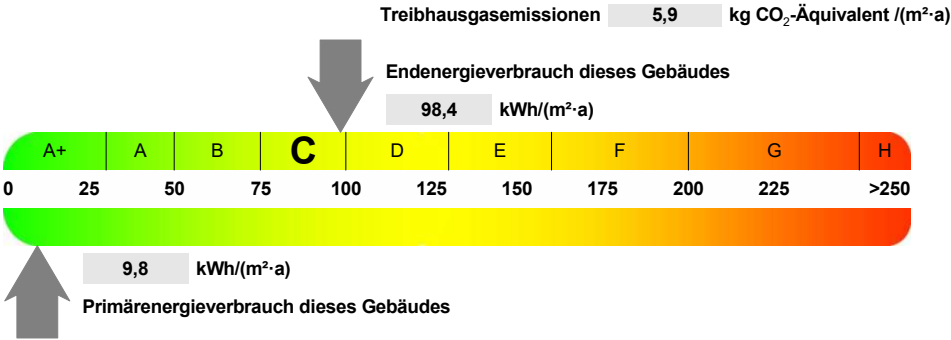 Treibhausgasemissionen 5,9 kg CO₂-Äquivalent /(m²·a)
Endenergieverbrauch dieses Gebäudes
98,4 kWh/(m²·a)
A+ A B C D E F G H
0 25 50 75 100 125 150 175 200 225 >250
9,8 kWh/(m²·a)
Primärenergieverbrauch dieses Gebäudes